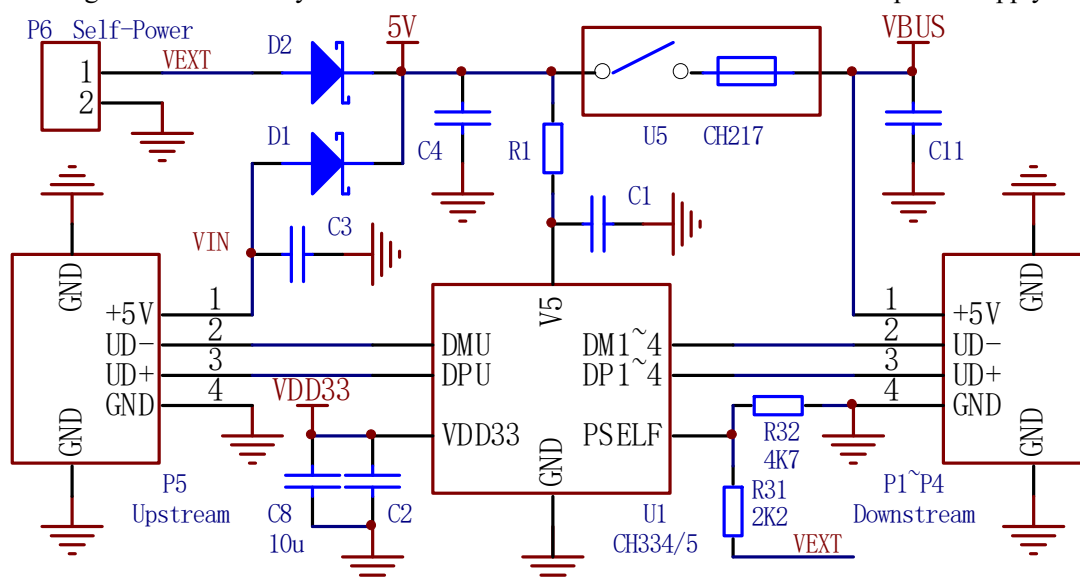 P6 Self-Power
VEXT
1
2
D2
5V
VBUS
D1
C4
R1
U5 CH217
C11
VIN
C3
C1
GND
+5V
UD-
UD+
GND
GND
1
2
3
4
V5
DMU
DPU
VDD33
GND
DM1~4
DP1~4
PSELF
VDD33
1
2
3
4
GND
+5V
UD-
UD+
GND
GND
R32
4K7
R31
2K2
VEXT
P5
Upstream
C8
10u
C2
U1
CH334/5
P1~P4
Downstream